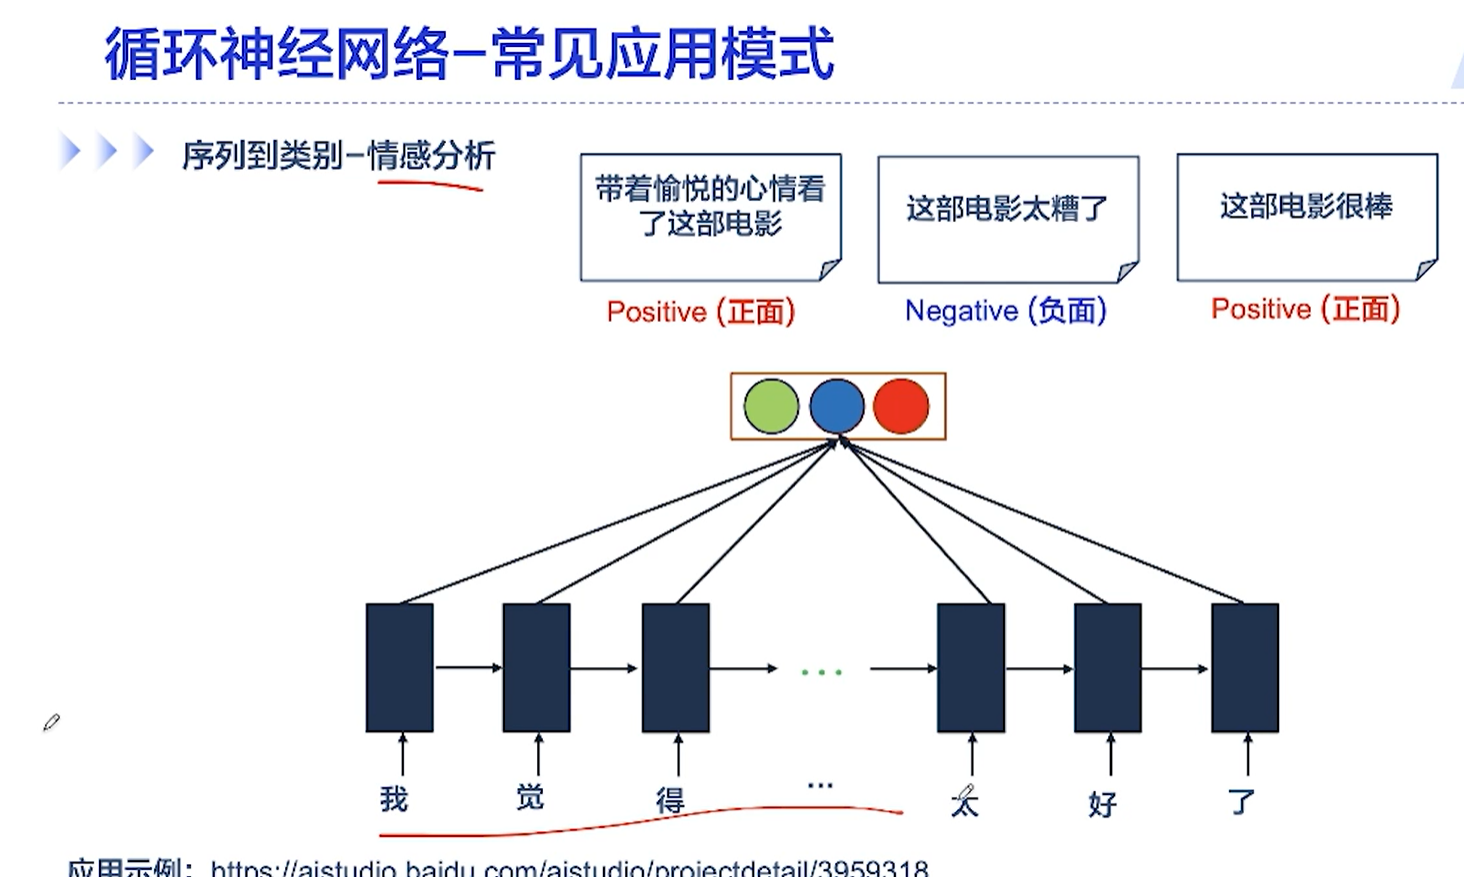 循环神经网络-常见应用模式
序列到类别-情感分析
带着愉悦的心情看
了这部电影
Positive (正面)
这部电影太糟了
Negative (负面)
这部电影很棒
Positive (正面)
...
我 觉 得 ... 太 好 了
应用示例：https://aistudio.baidu.com/aistudio/projectdetail/3959318